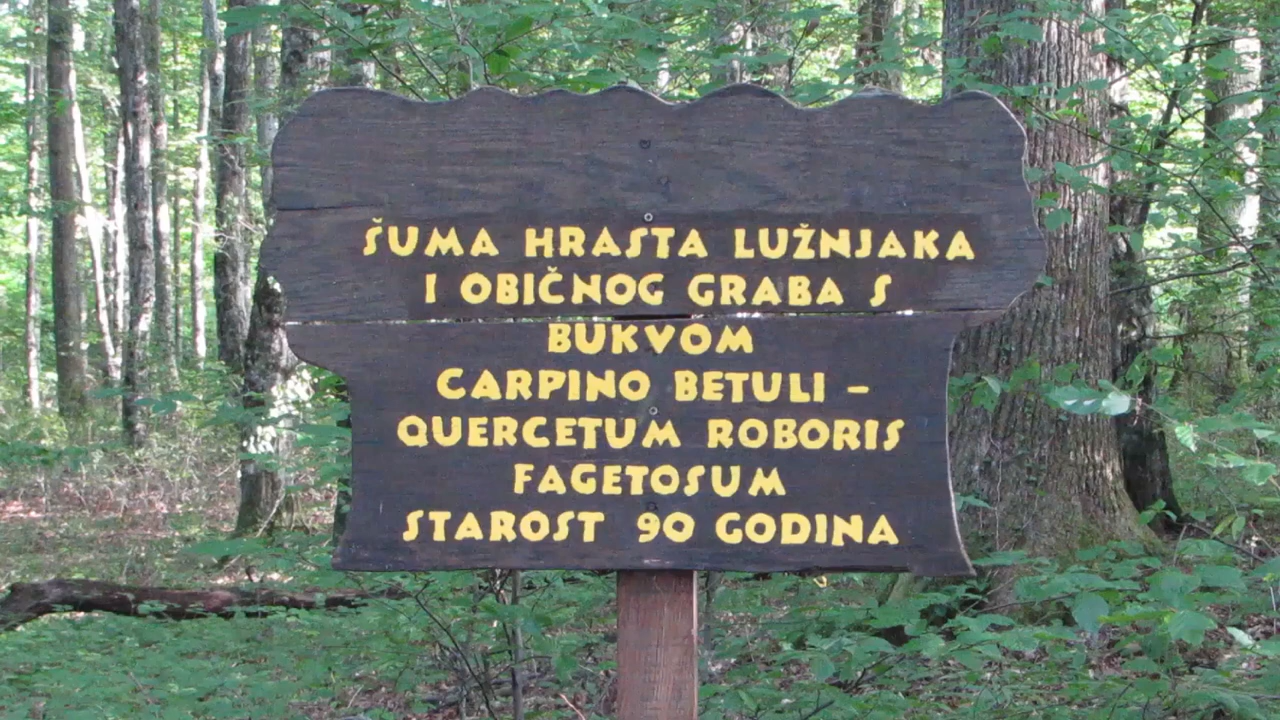 ŠUMA HRASTA LUŽNJAKA
I OBIČNOG GRABA S
BUKVOM
CARPINO BETULI –
QUERCETUM ROBORIS
FAGETOSUM
STAROST 90 GODINA